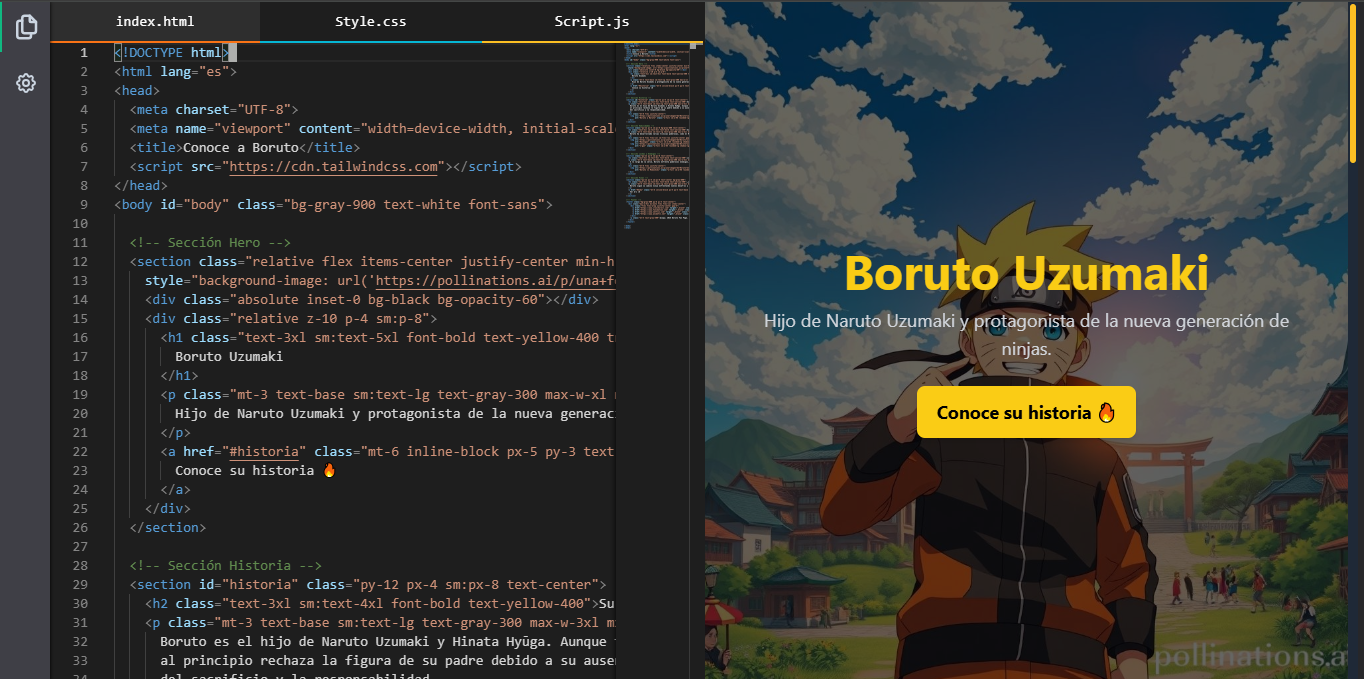 index.html
Style.css
Script.js
1 <!DOCTYPE html>
2 <html lang="es">
3 <head>
4 <meta charset="UTF-8">
5 <meta name="viewport" content="width=device-width, initial-scale
6 <title>Conoce a Boruto</title>
7 <script src="https://cdn.tailwindcss.com"></script>
8 </head>
9 <body id="body" class="bg-gray-900 text-white font-sans">
10
11 <!-- Sección Hero -->
12 <section class="relative flex items-center justify-center min-h
13 style="background-image: url('https://pollinations.ai/p/una+f
14 <div class="absolute inset-0 bg-black bg-opacity-60"></div>
15 <div class="relative z-10 p-4 sm:p-8">
16 <h1 class="text-3xl sm:text-5xl font-bold text-yellow-400 t
17 Boruto Uzumaki
18 </h1>
19 <p class="mt-3 text-base sm:text-lg text-gray-300 max-w-xl
20 Hijo de Naruto Uzumaki y protagonista de la nueva generaci
21 </p>
22 <a href="#historia" class="mt-6 inline-block px-5 py-3 text
23 Conoce su historia 🔥
24 </a>
25 </div>
26 </section>
27
28 <!-- Sección Historia -->
29 <section id="historia" class="py-12 px-4 sm:px-8 text-center">
30 <h2 class="text-3xl sm:text-4xl font-bold text-yellow-400">Su
31 <p class="mt-3 text-base sm:text-lg text-gray-300 max-w-3xl m
32 Boruto es el hijo de Naruto Uzumaki y Hinata Hyūga. Aunque
33 al principio rechaza la figura de su padre debido a su ause
34 del sacrificio y la responsabilidad.
Boruto Uzumaki
Hijo de Naruto Uzumaki y protagonista de la nueva generación de
ninjas.
Conoce su historia 🔥
pollinations.a